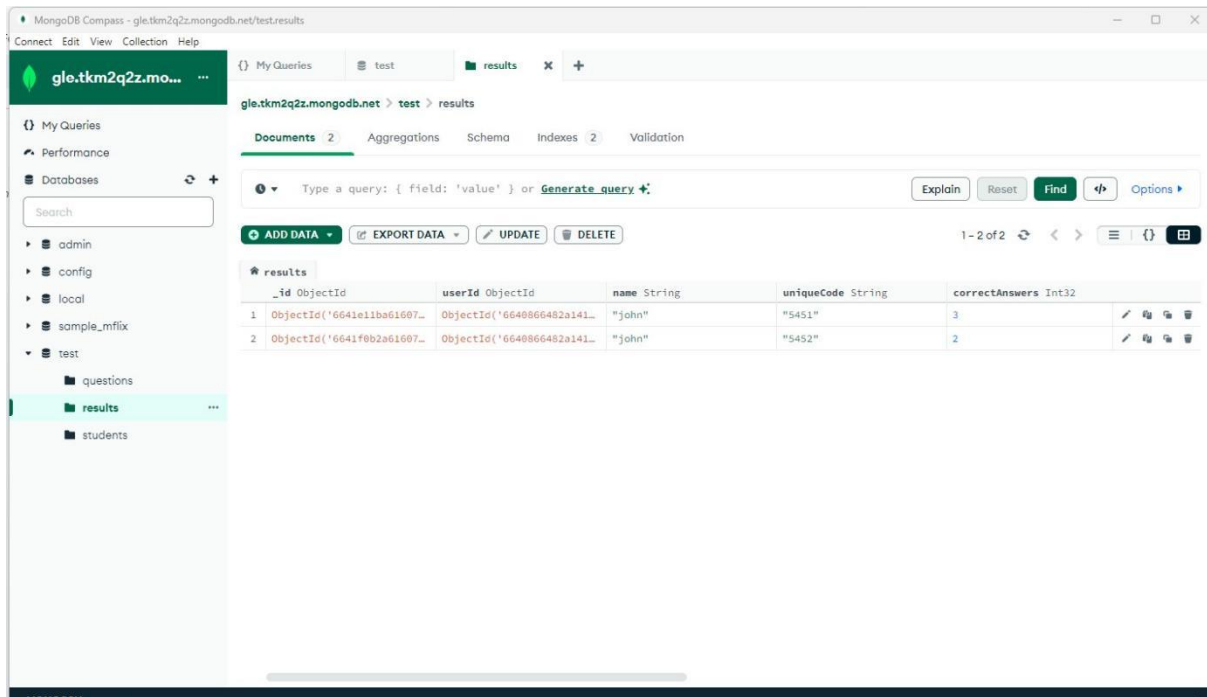 MongoDB Compass - gle.tkm2q2z.mongodb.net/test.results
Connect Edit View Collection Help
gle.tkm2q2z.mo... ...
{} My Queries
Performance
Databases
Search
admin
config
local
sample_mflix
test
questions
results ...
students
{} My Queries test results
gle.tkm2q2z.mongodb.net > test > results
Documents 2 Aggregations Schema Indexes 2 Validation
Type a query: { field: 'value' } or Generate query
Explain Reset Find </> Options
ADD DATA EXPORT DATA UPDATE DELETE
1 – 2 of 2 {}
results
_id ObjectId userId ObjectId name String uniqueCode String correctAnswers Int32
1 ObjectId('6641e11ba61607… ObjectId('6640866482a141… "john" "5451" 3
2 ObjectId('6641f0b2a61607… ObjectId('6640866482a141… "john" "5452" 2